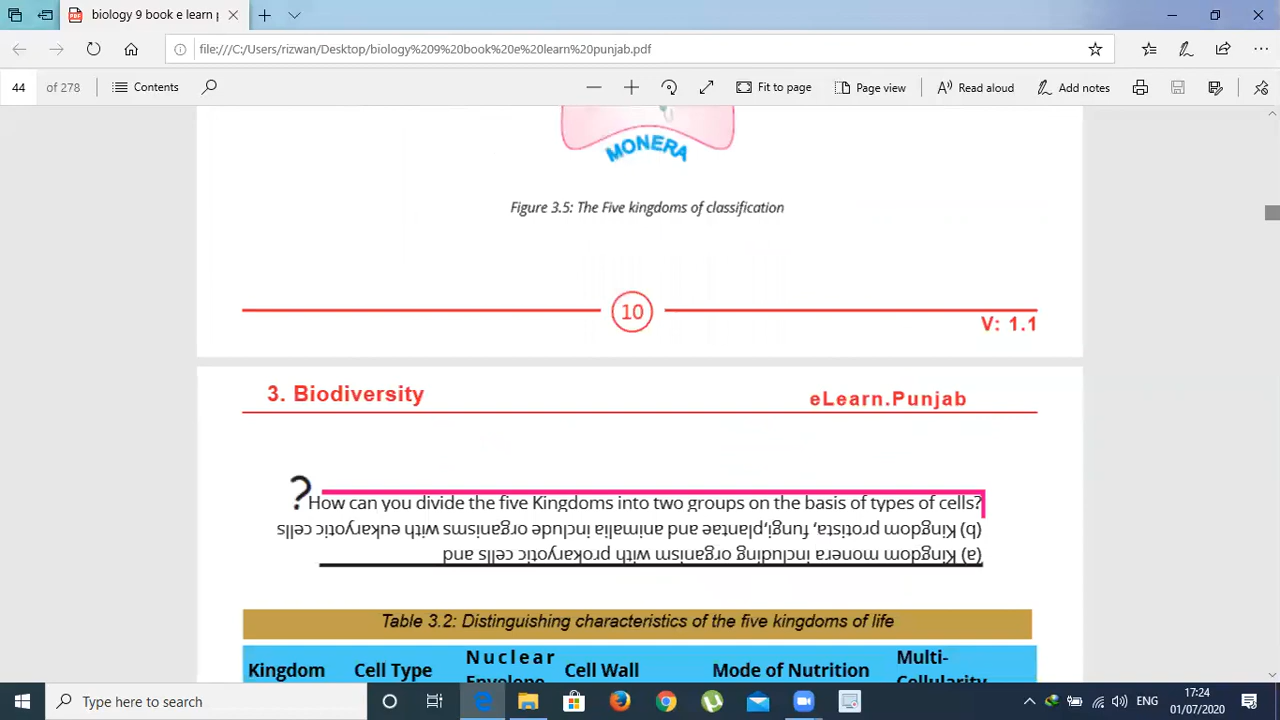 biology 9 book e learn p
file:///C:/Users/rizwan/Desktop/biology%209%20book%20e%20learn%20punjab.pdf
44 of 278 Contents Fit to page Page view Read aloud Add notes
MONERA
Figure 3.5: The Five kingdoms of classification
10
V: 1.1
3. Biodiversity eLearn.Punjab
?
How can you divide the five Kingdoms into two groups on the basis of types of cells?
(a) Kingdom monera including organism with prokaryotic cells and
(b) Kingdom protista, fungi,plantae and animalia include organisms with eukaryotic cells
Table 3.2: Distinguishing characteristics of the five kingdoms of life
Kingdom Cell Type Nuclear Envelope Cell Wall Mode of Nutrition Multi-Cellularity
Type here to search
ENG
17:24
01/07/2020